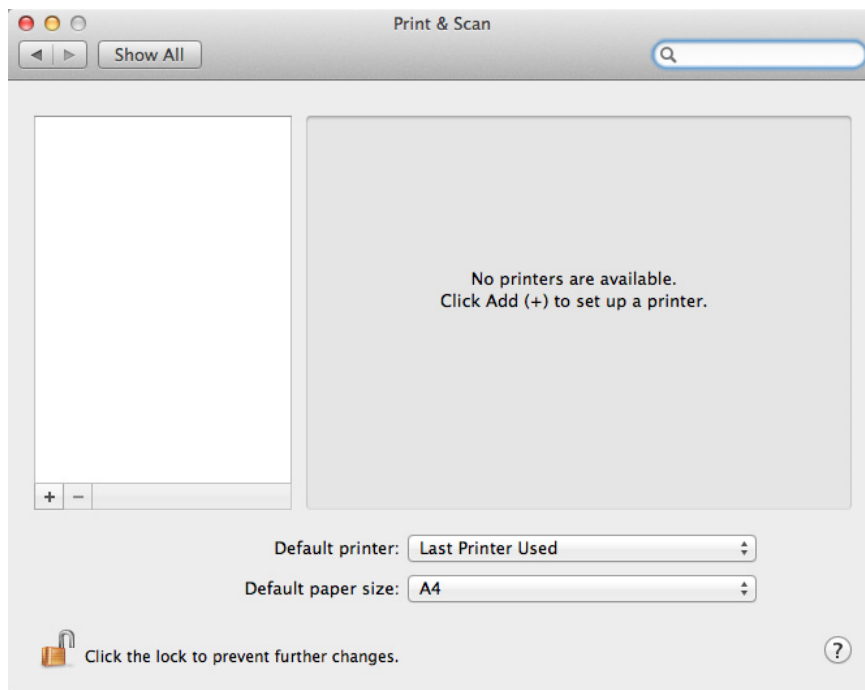 Print & Scan
Show All
No printers are available.
Click Add (+) to set up a printer.
+ −
Default printer: Last Printer Used
Default paper size: A4
Click the lock to prevent further changes.
?